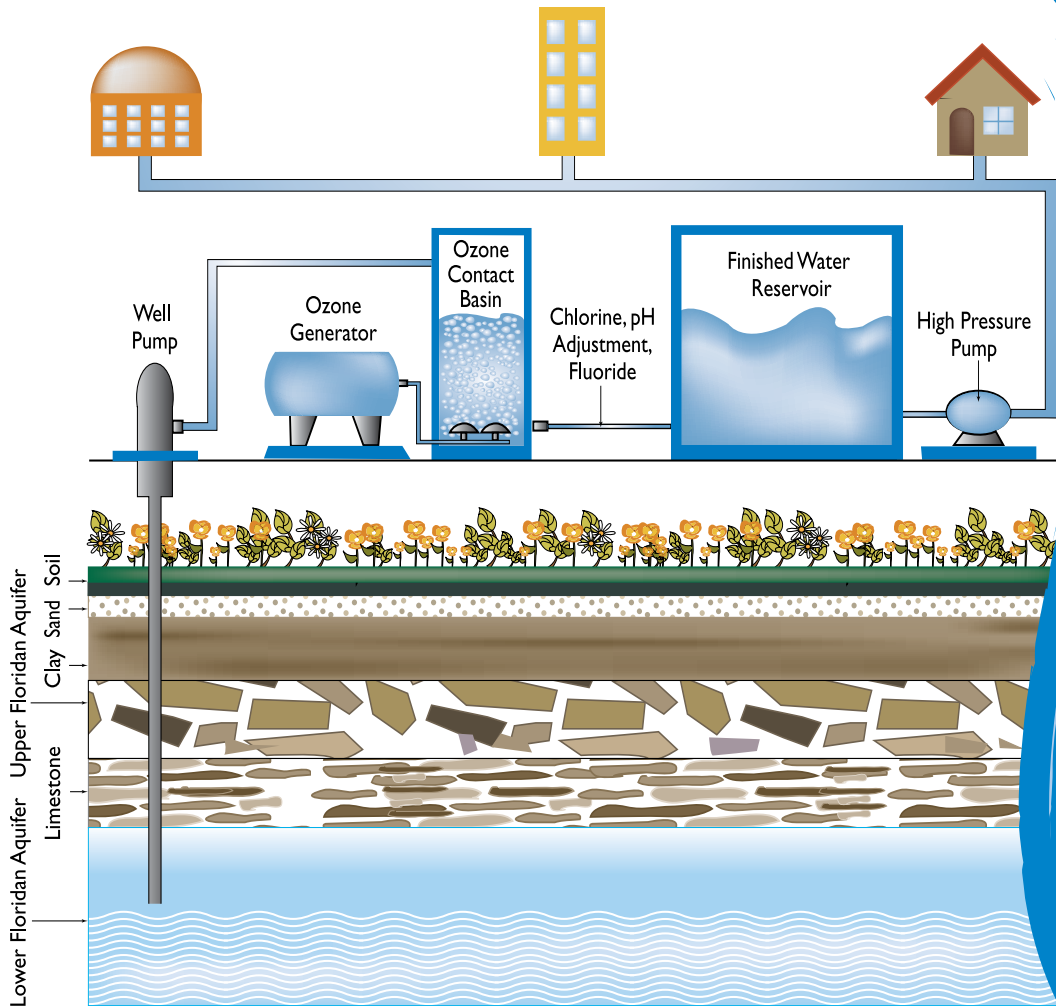 Ozone
Contact
Basin
Finished Water
Reservoir
Well
Pump
Ozone
Generator
Chlorine, pH
Adjustment,
Fluoride
High Pressure
Pump
Soil
Sand
Clay
Upper Floridan Aquifer
Limestone
Lower Floridan Aquifer